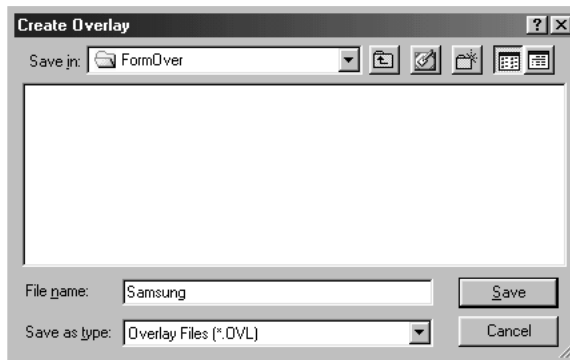 Create Overlay
Save in: FormOver
File name: Samsung Save
Save as type: Overlay Files (*.OVL) Cancel